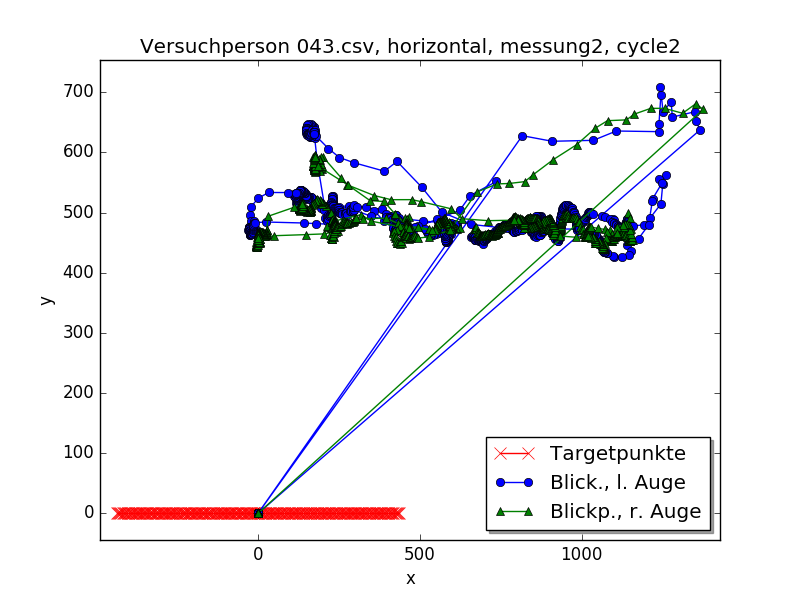 Versuchperson 043.csv, horizontal, messung2, cycle2
y
700
600
500
400
300
200
100
0
0 500 1000
x
Targetpunkte
Blick., l. Auge
Blickp., r. Auge